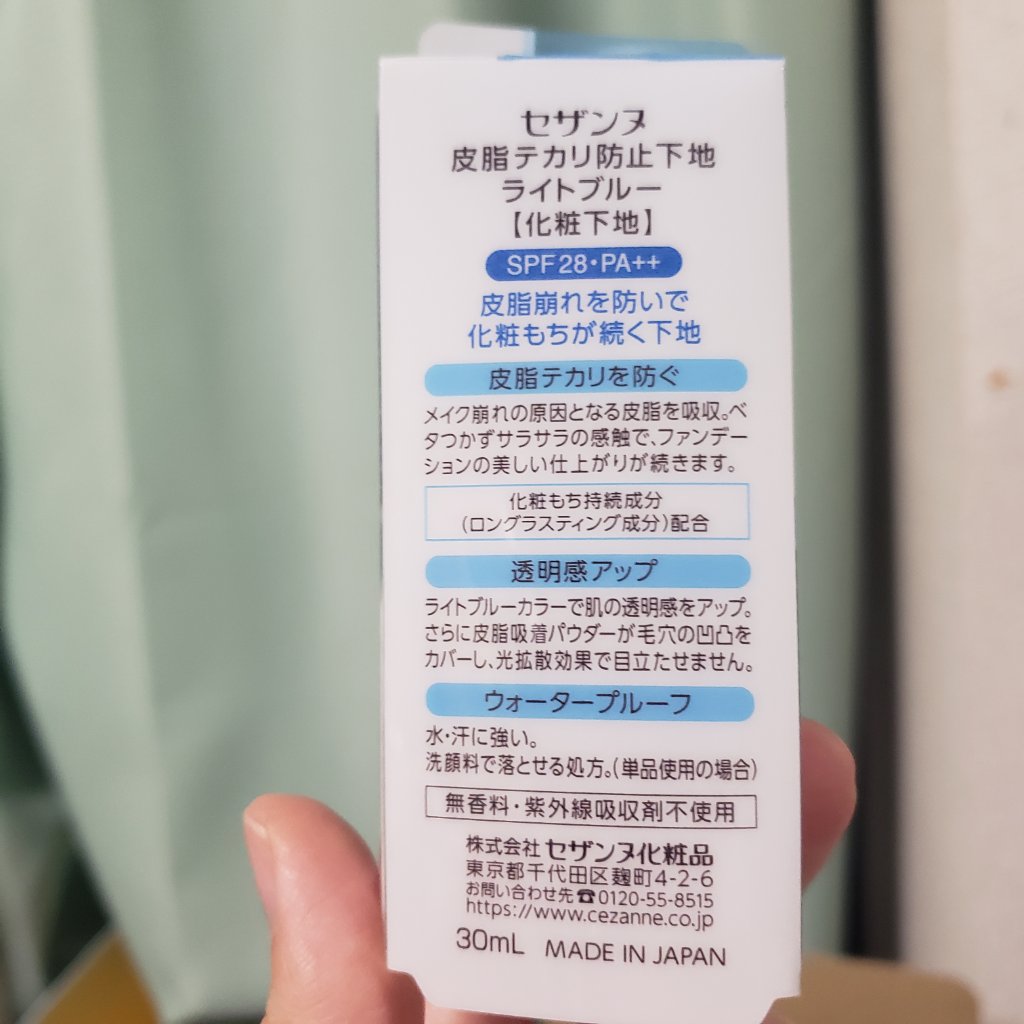 セザンヌ
皮脂テカリ防止下地
ライトブルー
【化粧下地】
SPF28・PA++
皮脂崩れを防いで
化粧もちが続く下地
皮脂テカリを防ぐ
メイク崩れの原因となる皮脂を吸収。ベ
タつかずサラサラの感触で、ファンデー
ションの美しい仕上がりが続きます。
化粧もち持続成分
(ロングラスティング成分)配合
透明感アップ
ライトブルーカラーで肌の透明感をアップ。
さらに皮脂吸着パウダーが毛穴の凹凸を
カバーし、光拡散効果で目立たせません。
ウォータープルーフ
水・汗に強い。
洗顔料で落とせる処方。(単品使用の場合)
無香料・紫外線吸収剤不使用
株式会社 セザンヌ化粧品
東京都千代田区麹町4-2-6
お問い合わせ先☎0120-55-8515
https://www.cezanne.co.jp
30mL MADE IN JAPAN